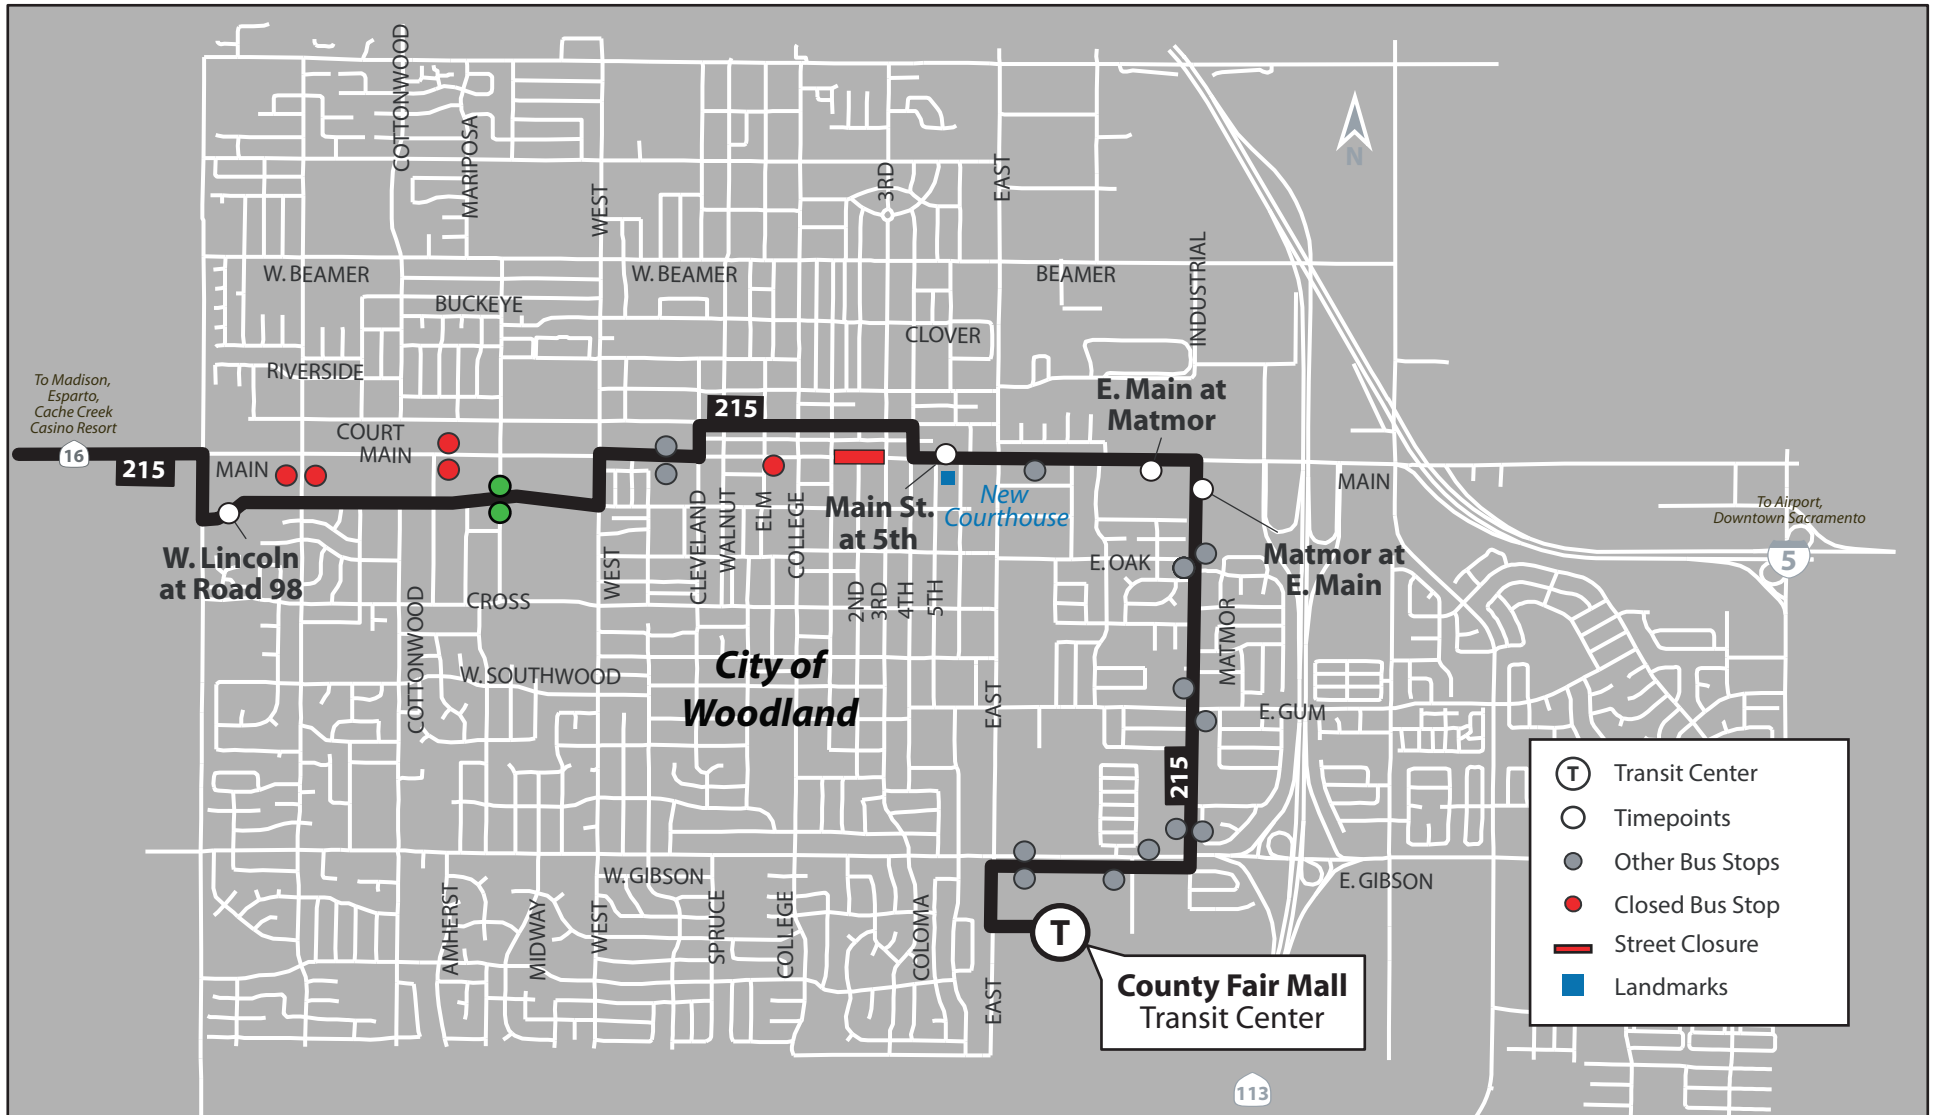 COTTONWOOD
MARIPOSA
WEST
3RD
EAST
N
INDUSTRIAL
W. BEAMER
W. BEAMER
BEAMER
BUCKEYE
CLOVER
RIVERSIDE
To Madison,
Esparto,
Cache Creek
Casino Resort
16
215
COURT
MAIN
MAIN
215
E. Main at
Matmor
MAIN
To Airport,
Downtown Sacramento
5
New
Courthouse
Main St.
at 5th
W. Lincoln
at Road 98
Matmor at
E. Main
E. OAK
CLEVELAND
WALNUT
ELM
COLLEGE
WEST
2ND
3RD
4TH
5TH
CROSS
COTTONWOOD
W. SOUTHWOOD
MATMOR
City of
Woodland
EAST
E. GUM
215
W. GIBSON
E. GIBSON
AMHERST
MIDWAY
WEST
SPRUCE
COLLEGE
COLOMA
EAST
T
County Fair Mall
Transit Center
113
T Transit Center
Timepoints
Other Bus Stops
Closed Bus Stop
Street Closure
Landmarks